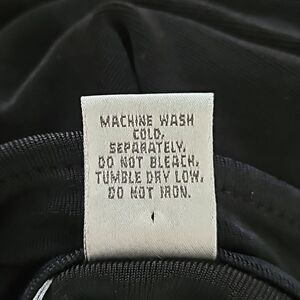 MACHINE WASH
COLD,
SEPARATELY.
DO NOT BLEACH,
TUMBLE DRY LOW,
DO NOT IRON.